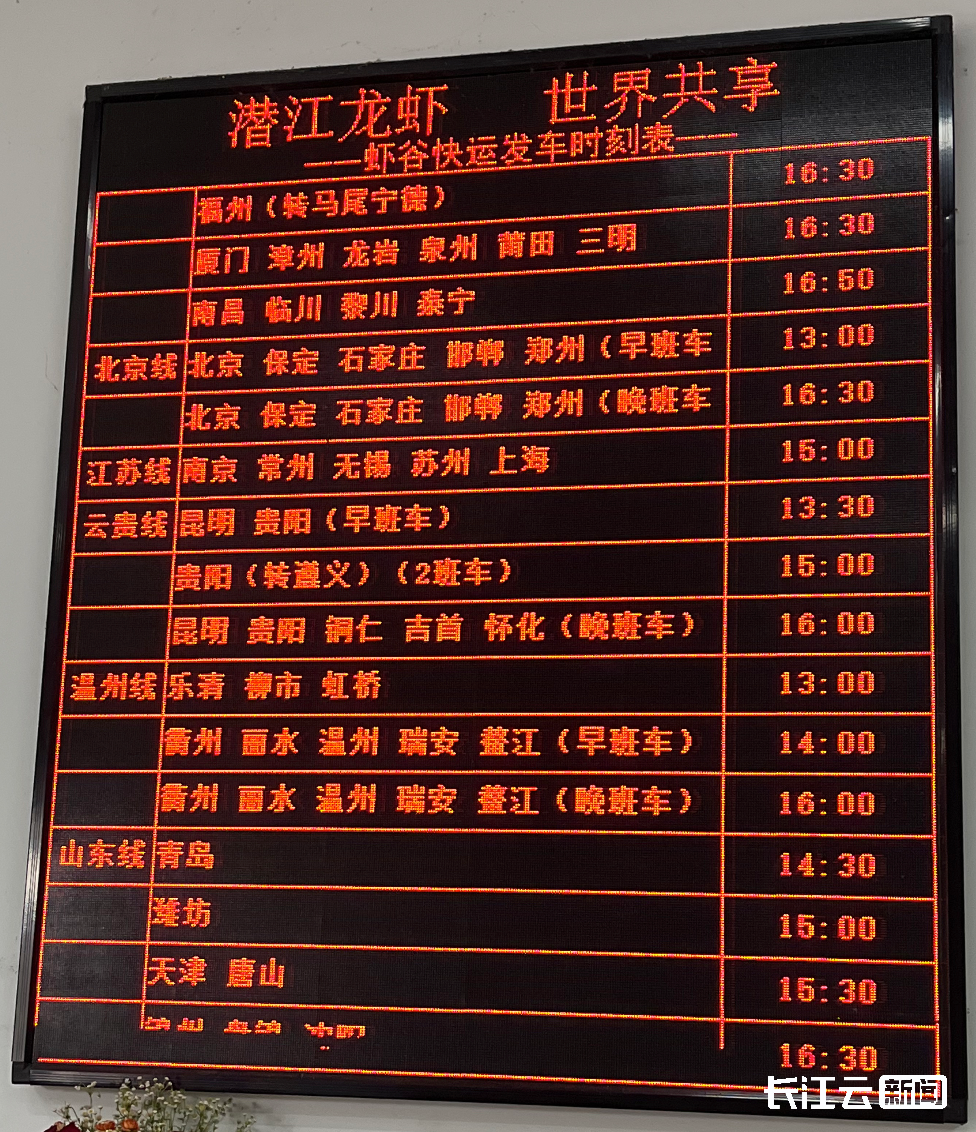 潜江龙虾 世界共享
——虾谷快运发车时刻表——
福州（转马尾宁德） 16:30
厦门 漳州 龙岩 泉州 莆田 三明 16:30
南昌 临川 黎川 泰宁 16:50
北京线 北京 保定 石家庄 邯郸 郑州（早班车 13:00
北京 保定 石家庄 邯郸 郑州（晚班车 16:30
江苏线 南京 常州 无锡 苏州 上海 15:00
云贵线 昆明 贵阳（早班车） 13:30
贵阳（转遵义）（2班车） 15:00
昆明 贵阳 铜仁 吉首 怀化（晚班车） 16:00
温州线 乐清 柳市 虹桥 13:00
衢州 丽水 温州 瑞安 鳌江（早班车） 14:00
衢州 丽水 温州 瑞安 鳌江（晚班车） 16:00
山东线 青岛 14:30
潍坊 15:00
天津 唐山 15:30
16:30
长江云新闻